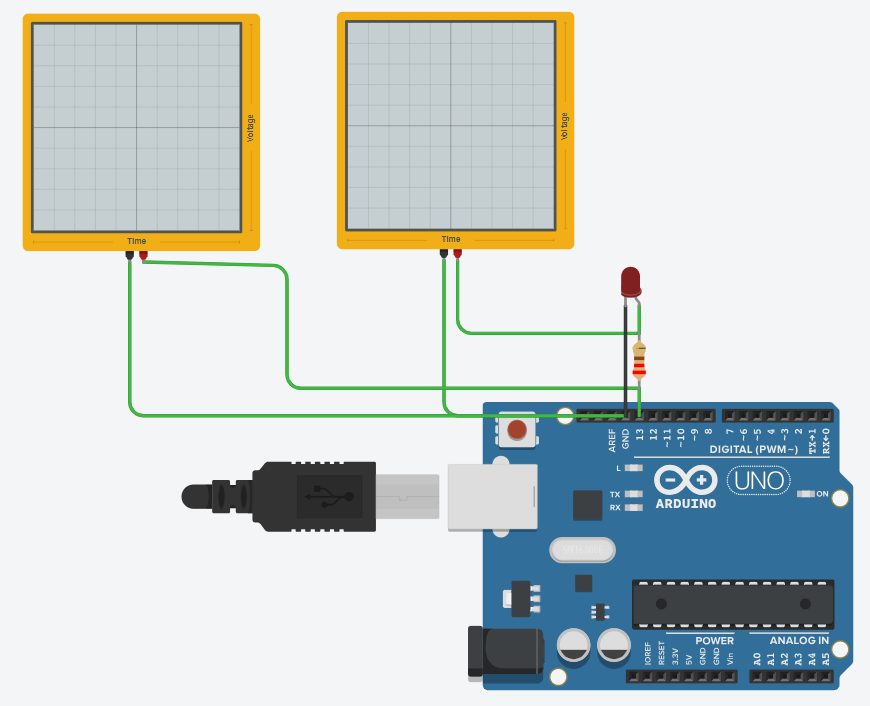 Voltage
Time
Voltage
Time
AREF
GND
13
12
~11
~10
~9
8
7
~6
~5
4
~3
2
TX→1
RX←0
DIGITAL (PWM~)
L
TX
RX
ARDUINO
UNO
ON
POWER
ANALOG IN
IOREF
RESET
3.3V
5V
GND
GND
Vin
A0
A1
A2
A3
A4
A5